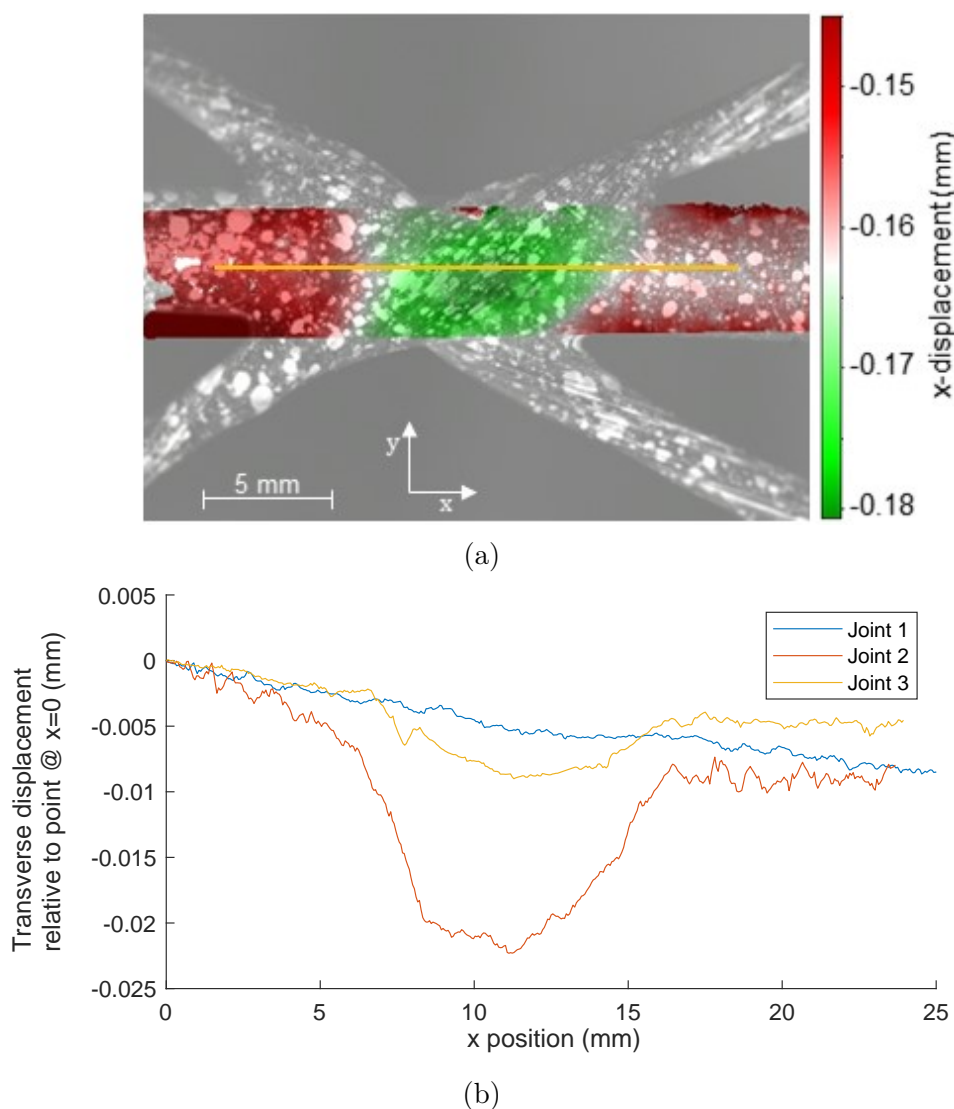 -0.15
-0.16
-0.17
-0.18
x-displacement (mm)
y
x
5 mm
(a)
0.005
0
-0.005
-0.01
-0.015
-0.02
-0.025
Transverse displacement
relative to point @ x=0 (mm)
Joint 1
Joint 2
Joint 3
0 5 10 15 20 25
x position (mm)
(b)